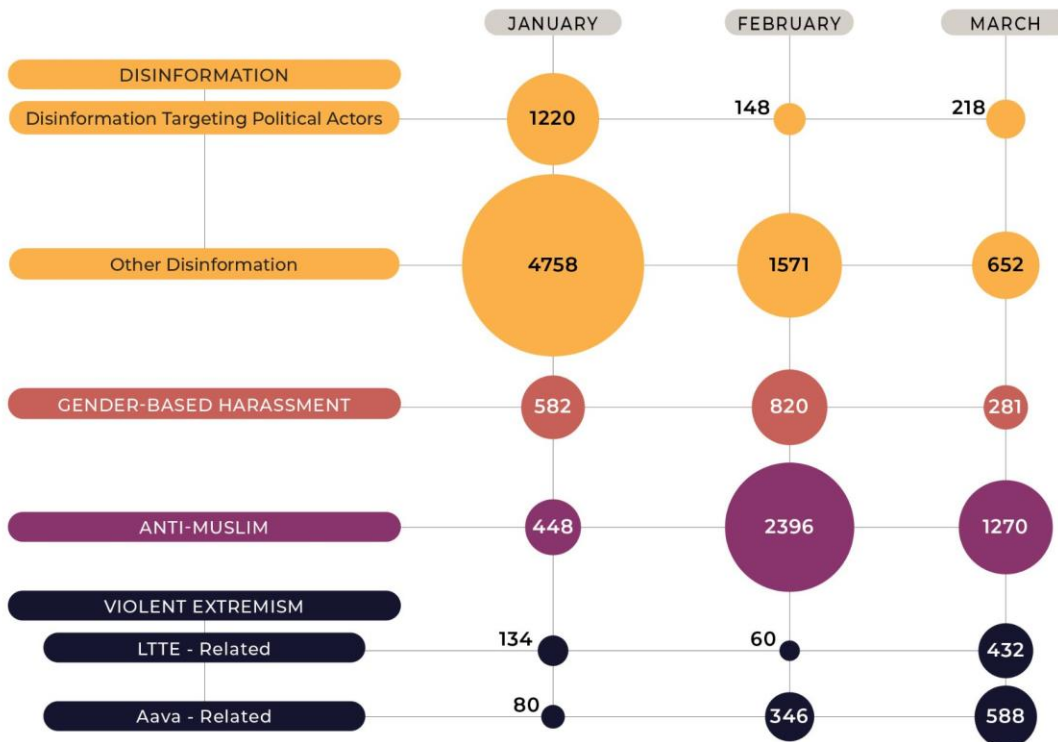 JANUARY FEBRUARY MARCH
DISINFORMATION
Disinformation Targeting Political Actors 1220 148 218
Other Disinformation 4758 1571 652
GENDER-BASED HARASSMENT 582 820 281
ANTI-MUSLIM 448 2396 1270
VIOLENT EXTREMISM
LTTE - Related 134 60 432
Aava - Related 80 346 588